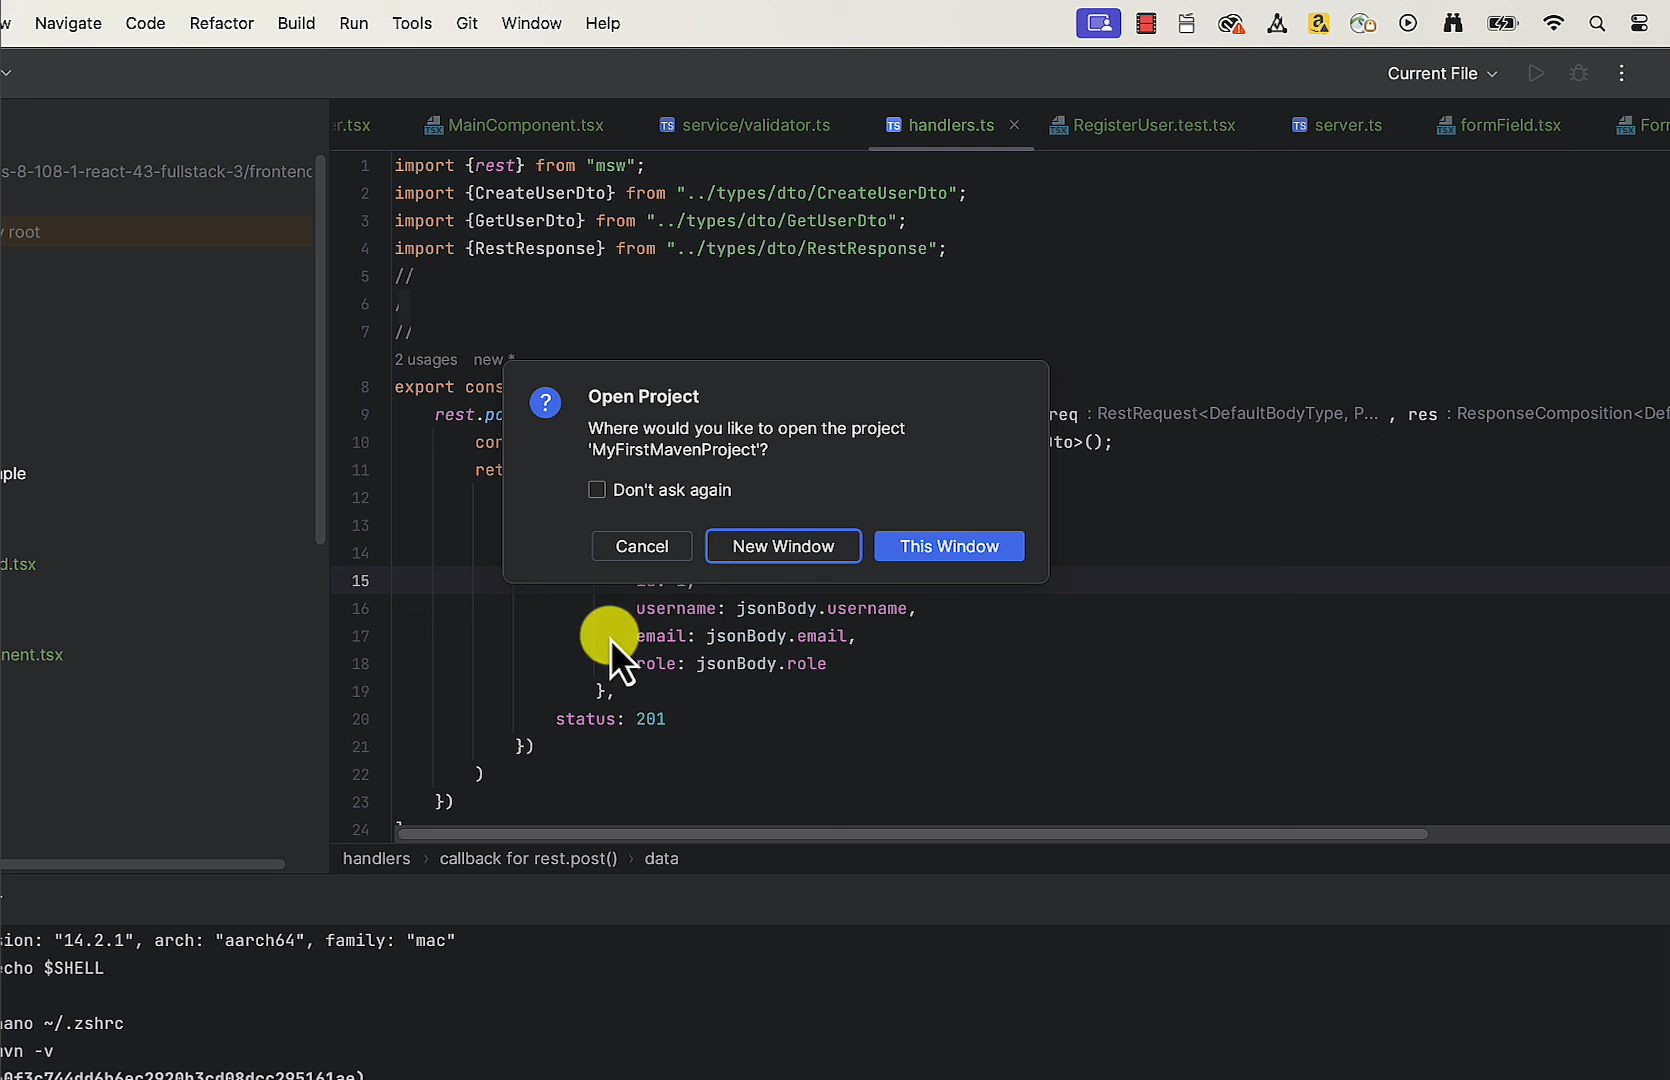 Navigate Code Refactor Build Run Tools Git Window Help
Current File
r.tsx MainComponent.tsx service/validator.ts handlers.ts RegisterUser.test.tsx server.ts formField.tsx For
s-8-108-1-react-43-fullstack-3/frontend
root
ple
d.tsx
nent.tsx
1 import {rest} from "msw";
2 import {CreateUserDto} from "../types/dto/CreateUserDto";
3 import {GetUserDto} from "../types/dto/GetUserDto";
4 import {RestResponse} from "../types/dto/RestResponse";
5 //
6 /
7 //
2 usages new *
8 export cons
9 rest.po req : RestRequest<DefaultBodyType, P... , res : ResponseComposition<Def
10 con to>();
11 ret
12
13
14
15 id: 1,
16 username: jsonBody.username,
17 email: jsonBody.email,
18 role: jsonBody.role
19 },
20 status: 201
21 })
22 )
23 })
24
Open Project
Where would you like to open the project
'MyFirstMavenProject'?
Don't ask again
Cancel New Window This Window
handlers › callback for rest.post() › data
sion: "14.2.1", arch: "aarch64", family: "mac"
echo $SHELL
nano ~/.zshrc
mvn -v